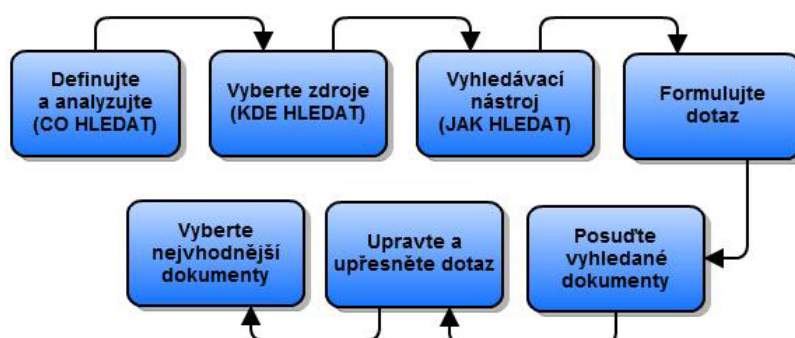 Definujte
a analyzujte
(CO HLEDAT)
Vyberte zdroje
(KDE HLEDAT)
Vyhledávací
nástroj
(JAK HLEDAT)
Formulujte
dotaz
Posuďte
vyhledané
dokumenty
Upravte a
upřesněte dotaz
Vyberte
nejvhodnější
dokumenty